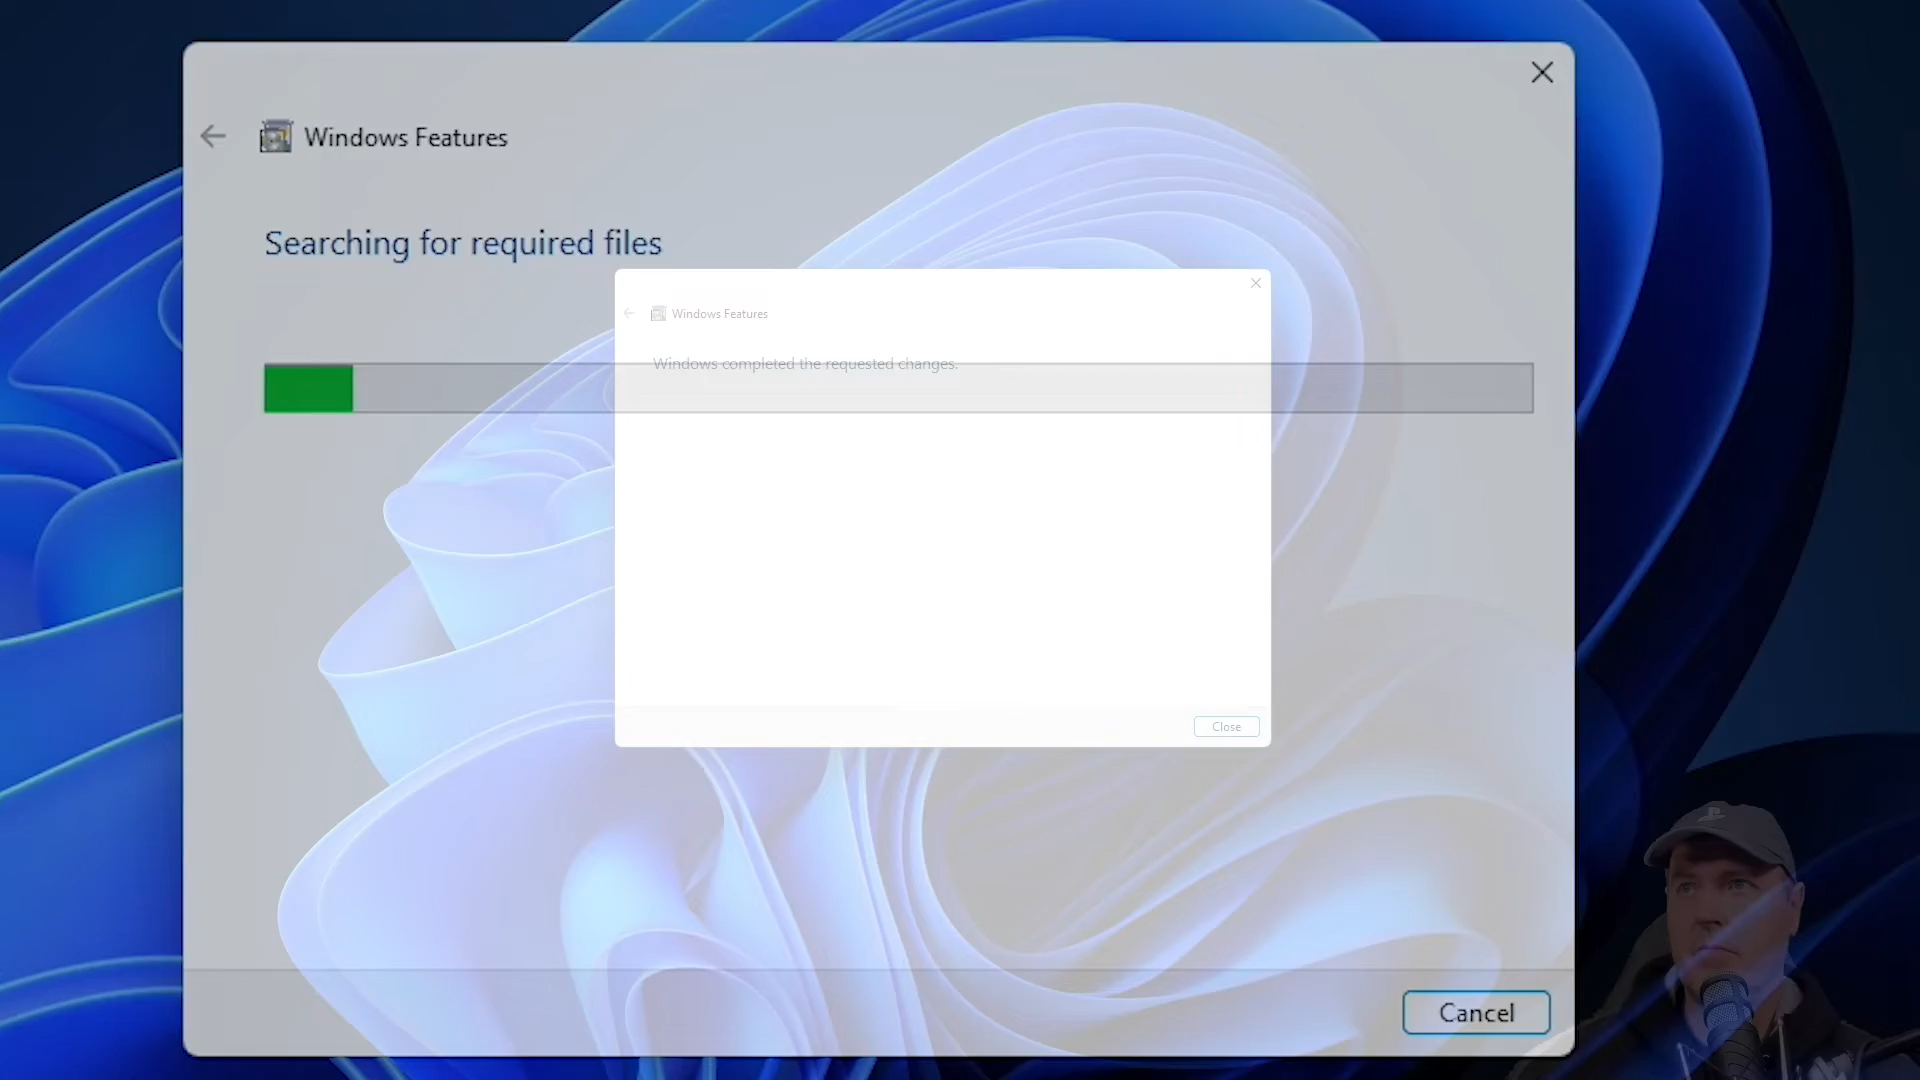 Windows Features
Searching for required files
Windows Features
Windows completed the requested changes.
Close
Cancel